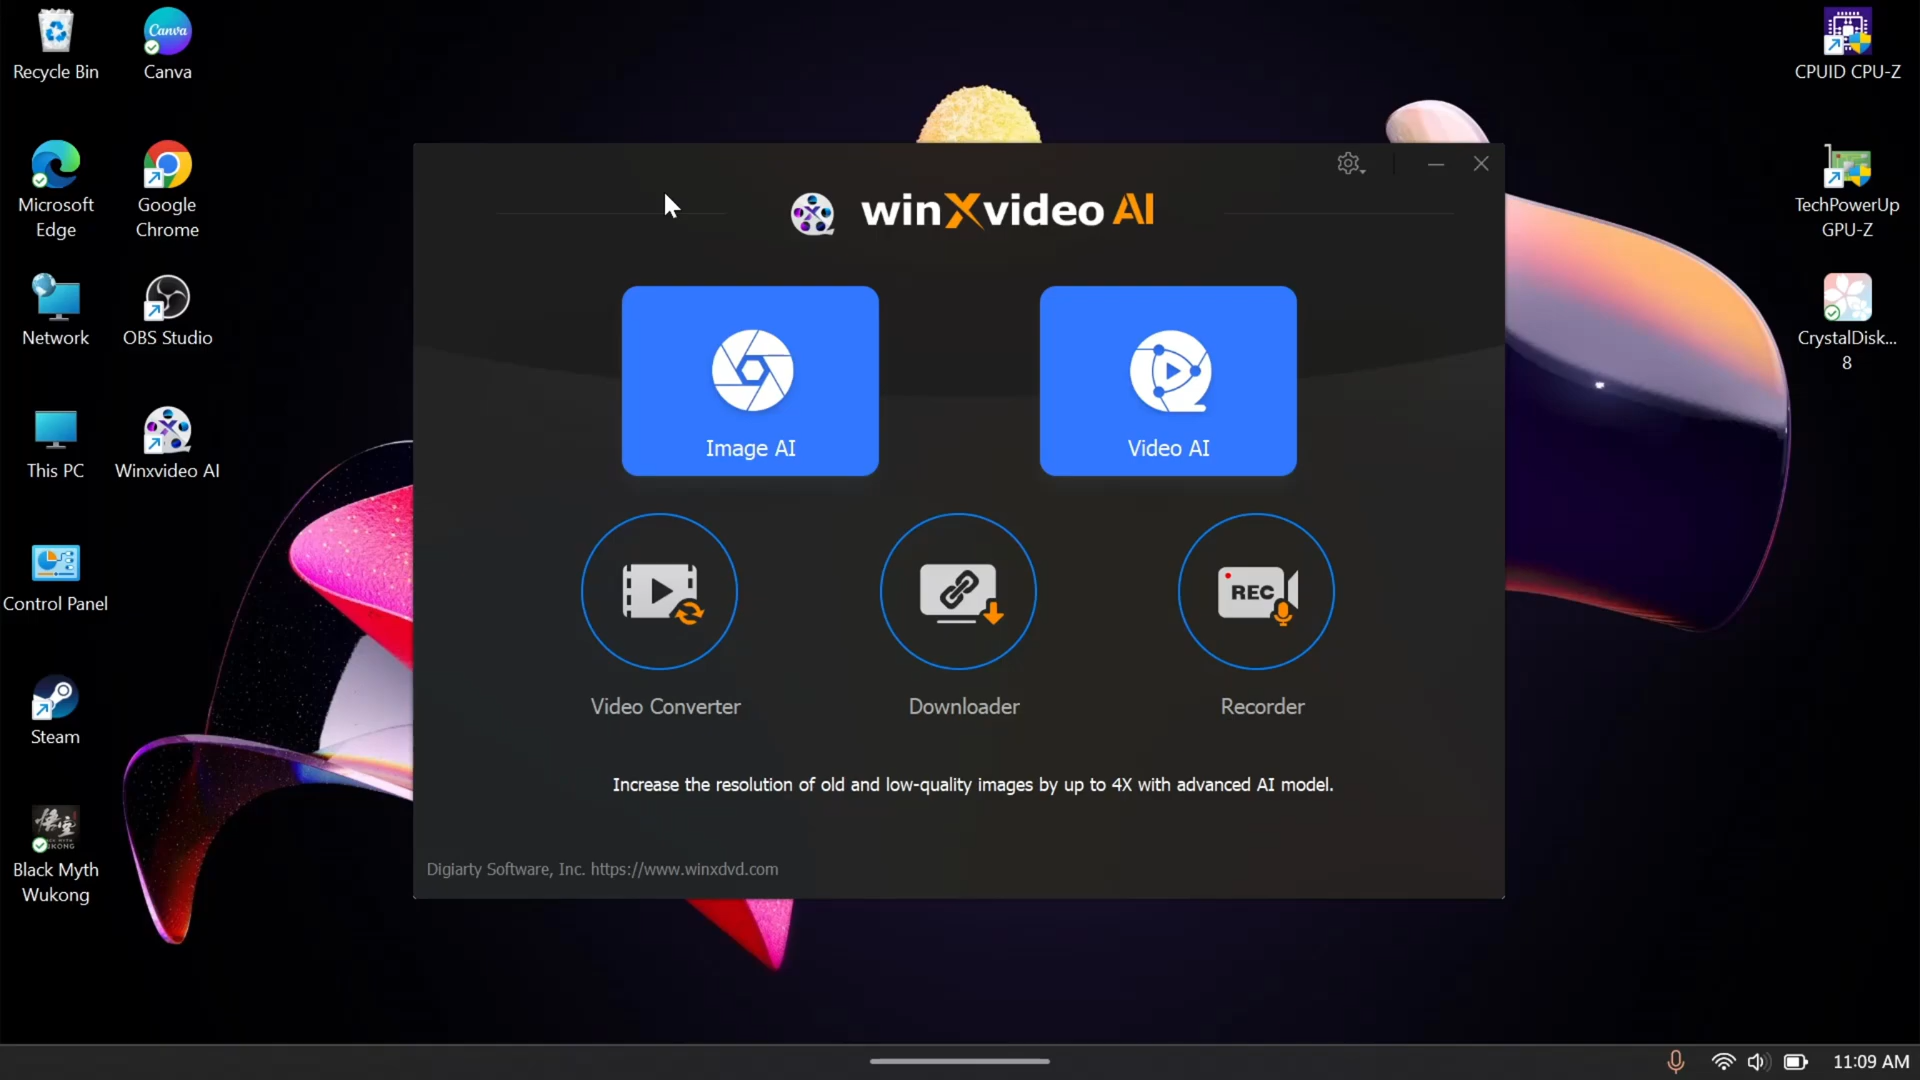 Recycle Bin
Canva
Canva
Microsoft
Edge
Google
Chrome
Network
OBS Studio
This PC
Winxvideo AI
Control Panel
Steam
悟空
Black Myth
Wukong
CPUID CPU-Z
TechPowerUp
GPU-Z
CrystalDisk...
8
winXvideo AI
Image AI
Video AI
REC
Video Converter
Downloader
Recorder
Increase the resolution of old and low-quality images by up to 4X with advanced AI model.
Digiarty Software, Inc. https://www.winxdvd.com
11:09 AM